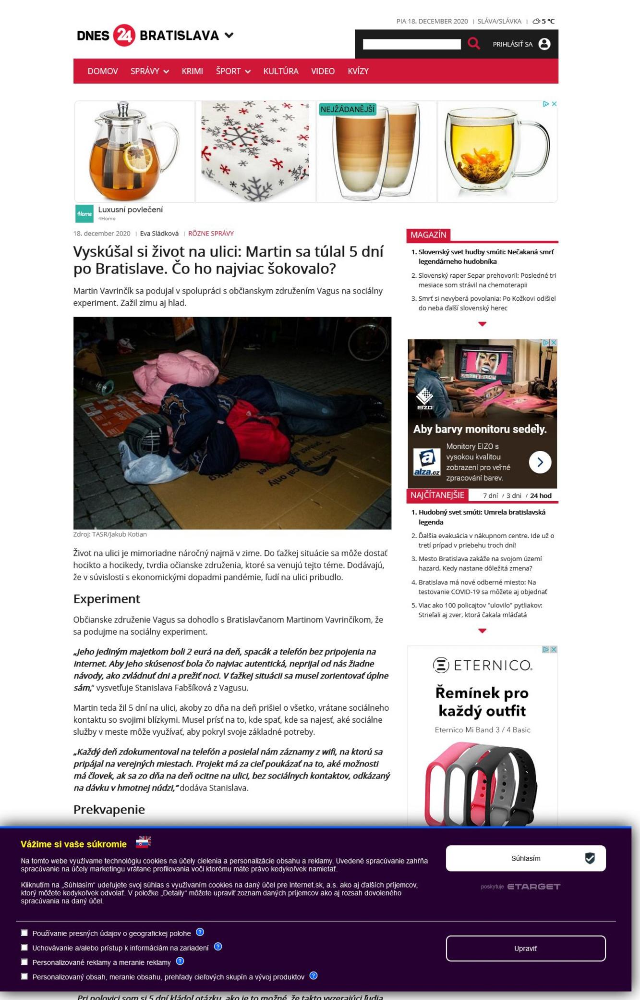 PIA 18. DECEMBER 2020 | SLÁVA/SLÁVKA | 5 °C
DNES 24 BRATISLAVA
PRIHLÁSIŤ SA
DOMOV SPRÁVY KRIMI ŠPORT KULTÚRA VIDEO KVÍZY
NEJŽÁDANĚJŠÍ
4Home
Luxusní povlečení
4Home
18. december 2020 | Eva Sládková | RÔZNE SPRÁVY
Vyskúšal si život na ulici: Martin sa túlal 5 dní
po Bratislave. Čo ho najviac šokovalo?
Martin Vavrinčík sa podujal v spolupráci s občianskym združením Vagus na sociálny
experiment. Zažil zimu aj hlad.
Zdroj: TASR/Jakub Kotian
Život na ulici je mimoriadne náročný najmä v zime. Do ťažkej situácie sa môže dostať
hocikto a hocikedy, tvrdia očianske združenia, ktoré sa venujú tejto téme. Dodávajú,
že v súvislosti s ekonomickými dopadmi pandémie, ľudí na ulici pribudlo.
Experiment
Občianske združenie Vagus sa dohodlo s Bratislavčanom Martinom Vavrinčíkom, že
sa podujme na sociálny experiment.
„Jeho jediným majetkom boli 2 eurá na deň, spacák a telefón bez pripojenia na
internet. Aby jeho skúsenosť bola čo najviac autentická, neprijal od nás žiadne
návody, ako zvládnuť dni a prežiť noci. V ťažkej situácii sa musel zorientovať úplne
sám,“ vysvetľuje Stanislava Fabšíková z Vagusu.
Martin teda žil 5 dní na ulici, akoby zo dňa na deň prišiel o všetko, vrátane sociálneho
kontaktu so svojimi blízkymi. Musel prísť na to, kde spať, kde sa najesť, aké sociálne
služby v meste môže využívať, aby pokryl svoje základné potreby.
„Každý deň zdokumentoval na telefón a posielal nám záznamy z wifi, na ktorú sa
pripájal na verejných miestach. Projekt má za cieľ poukázať na to, aké možnosti
má človek, ak sa zo dňa na deň ocitne na ulici, bez sociálnych kontaktov, odkázaný
na dávku v hmotnej núdzi,“ dodáva Stanislava.
Prekvapenie
MAGAZÍN
1. Slovenský svet hudby smúti: Nečakaná smrť
legendárneho hudobníka
2. Slovenský raper Separ prehovoril: Posledné tri
mesiace som strávil na chemoterapii
3. Smrť si nevyberá povolania: Po Kožkovi odišiel
do neba ďalší slovenský herec
EIZO
Aby barvy monitoru seděly.
alza.cz
Monitory EIZO s
vysokou kvalitou
zobrazení pro věrné
zpracování barev.
NAJČÍTANEJŠIE 7 dní / 3 dni / 24 hod
1. Hudobný svet smúti: Umrela bratislavská
legenda
2. Ďalšia evakuácia v nákupnom centre. Ide už o
tretí prípad v priebehu troch dní!
3. Mesto Bratislava zakáže na svojom území
hazard. Kedy nastane dôležitá zmena?
4. Bratislava má nové odberné miesto: Na
testovanie COVID-19 sa môžete aj objednať
5. Viac ako 100 policajtov "ulovilo" pytliakov:
Strieľali aj zver, ktorá čakala mláďatá
ETERNICO
Řemínek pro
každý outfit
Eternico Mi Band 3 / 4 Basic
Vážime si vaše súkromie
Na tomto webe využívame technológiu cookies na účely cielenia a personalizácie obsahu a reklamy. Uvedené spracúvanie zahŕňa
spracúvanie na účely marketingu vrátane profilovania voči ktorému máte právo kedykoľvek namietať.
Kliknutím na „Súhlasím“ udeľujete svoj súhlas s využívaním cookies na daný účel pre Internet.sk, a.s. ako aj ďalších príjemcov,
ktorý môžete kedykoľvek odvolať. V položke „Detaily“ môžete upraviť zoznam daných príjemcov ako aj rozsah dovoleného
spracúvania na daný účel.
Súhlasím
poskytuje ETARGET
Používanie presných údajov o geografickej polohe ?
Uchovávanie a/alebo prístup k informáciám na zariadení ?
Personalizované reklamy a meranie reklamy ?
Personalizovaný obsah, meranie obsahu, prehľady cieľových skupín a vývoj produktov ?
Upraviť
Pri polovici som si 5 dní kládol otázku, ako je to možné, že takto vyzerajúci ľudia